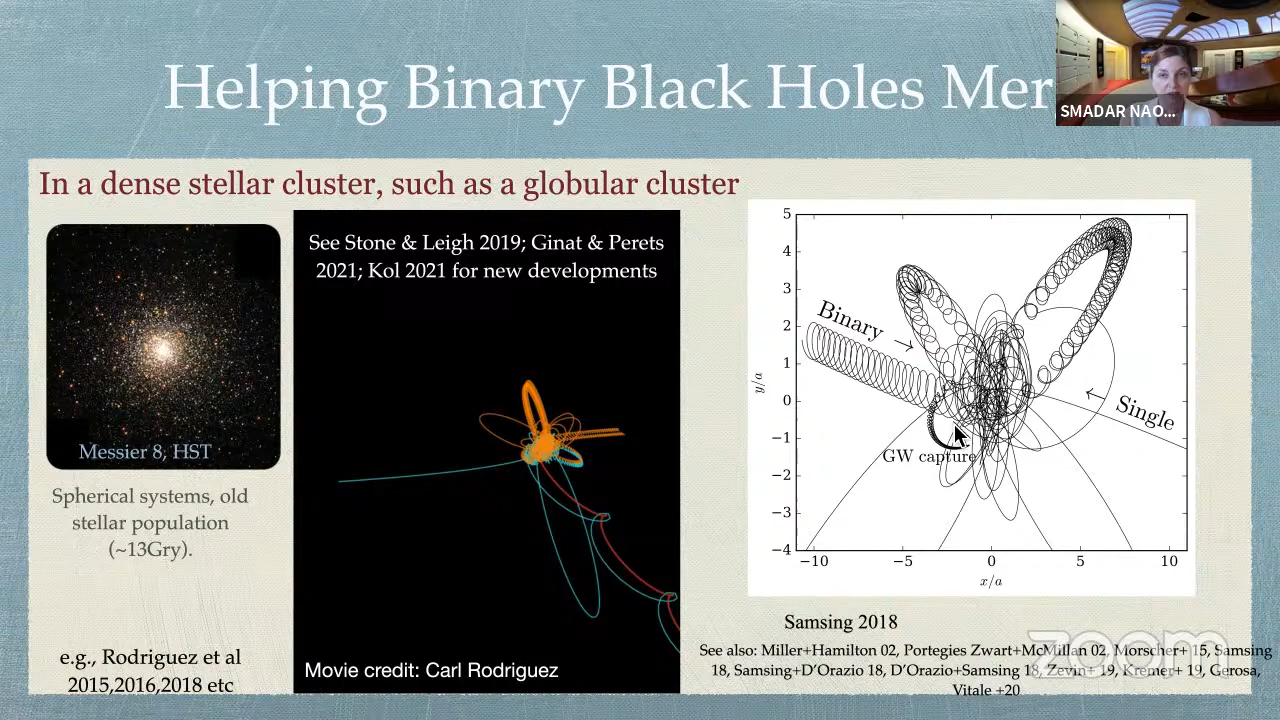 Helping Binary Black Holes Mer
SMADAR NAO...
In a dense stellar cluster, such as a globular cluster
See Stone & Leigh 2019; Ginat & Perets
2021; Kol 2021 for new developments
Messier 8, HST
Spherical systems, old
stellar population
(~13Gry).
e.g., Rodriguez et al
2015,2016,2018 etc
Movie credit: Carl Rodriguez
5
4
3
2
1
0
−1
−2
−3
−4
y/a
Binary →
← Single
GW capture
−10 −5 0 5 10
x/a
Samsing 2018
See also: Miller+Hamilton 02, Portegies Zwart+McMillan 02, Morscher+ 15, Samsing
18, Samsing+D'Orazio 18, D'Orazio+Samsing 18, Zevin+ 19, Kremer+ 19, Gerosa,
Vitale +20
zoom